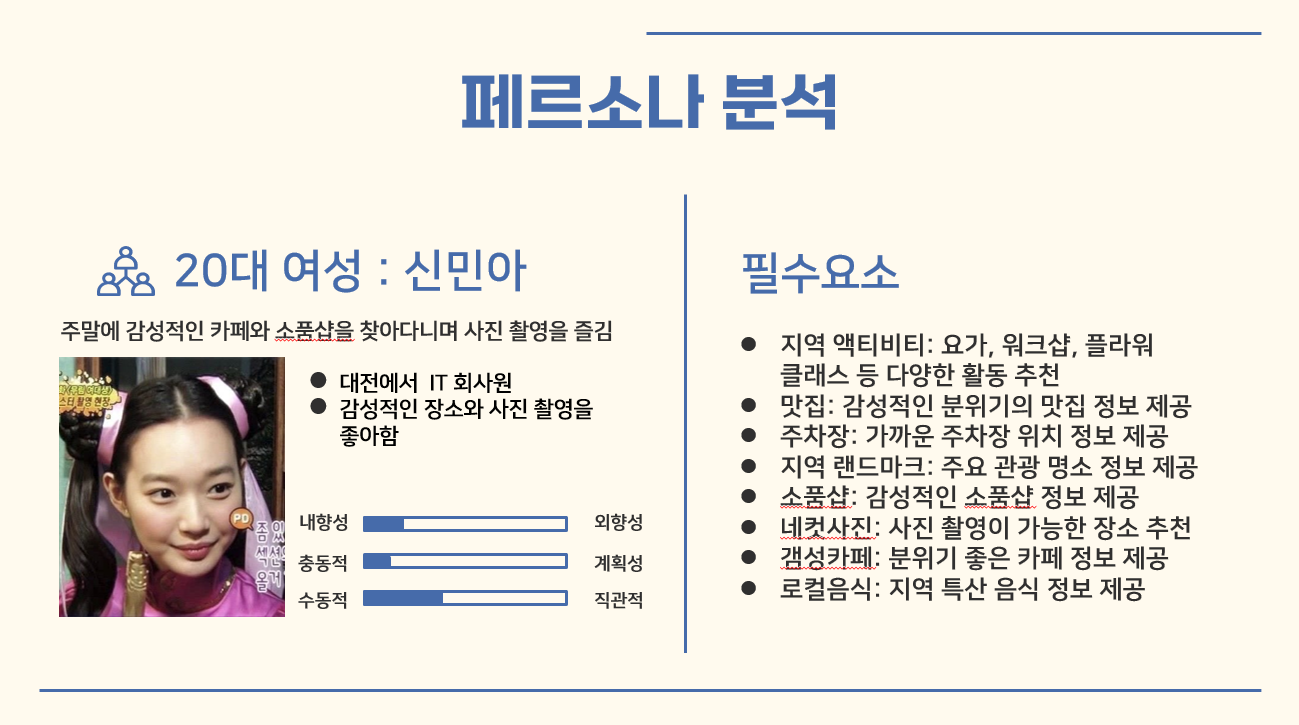 페르소나 분석
20대 여성 : 신민아
주말에 감성적인 카페와 소품샵을 찾아다니며 사진 촬영을 즐김
스터 촬영 현장
PD
대전에서 IT 회사원
감성적인 장소와 사진 촬영을
좋아함
내향성 외향성
충동적 계획성
수동적 직관적
필수요소
지역 액티비티: 요가, 워크샵, 플라워
클래스 등 다양한 활동 추천
맛집: 감성적인 분위기의 맛집 정보 제공
주차장: 가까운 주차장 위치 정보 제공
지역 랜드마크: 주요 관광 명소 정보 제공
소품샵: 감성적인 소품샵 정보 제공
네컷사진: 사진 촬영이 가능한 장소 추천
갬성카페: 분위기 좋은 카페 정보 제공
로컬음식: 지역 특산 음식 정보 제공